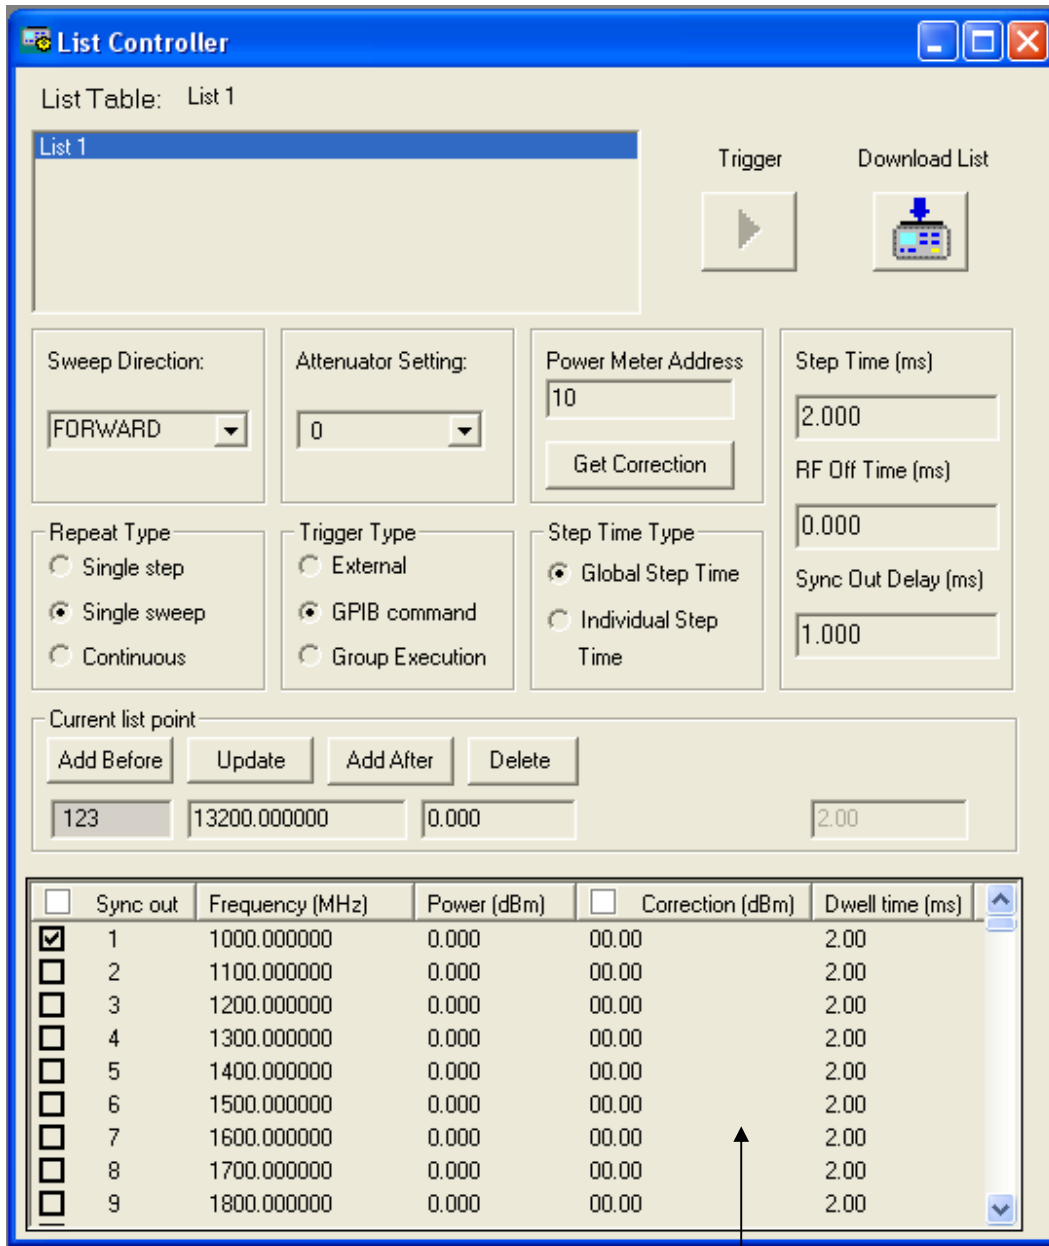 List Controller
List Table: List 1
List 1
Trigger Download List
Sweep Direction:
FORWARD
Attenuator Setting:
0
Power Meter Address
10
Get Correction
Step Time (ms)
2.000
RF Off Time (ms)
0.000
Sync Out Delay (ms)
1.000
Repeat Type
Single step
Single sweep
Continuous
Trigger Type
External
GPIB command
Group Execution
Step Time Type
Global Step Time
Individual Step
Time
Current list point
Add Before Update Add After Delete
123 13200.000000 0.000 2.00
Sync out Frequency (MHz) Power (dBm) Correction (dBm) Dwell time (ms)
1 1000.000000 0.000 00.00 2.00
2 1100.000000 0.000 00.00 2.00
3 1200.000000 0.000 00.00 2.00
4 1300.000000 0.000 00.00 2.00
5 1400.000000 0.000 00.00 2.00
6 1500.000000 0.000 00.00 2.00
7 1600.000000 0.000 00.00 2.00
8 1700.000000 0.000 00.00 2.00
9 1800.000000 0.000 00.00 2.00